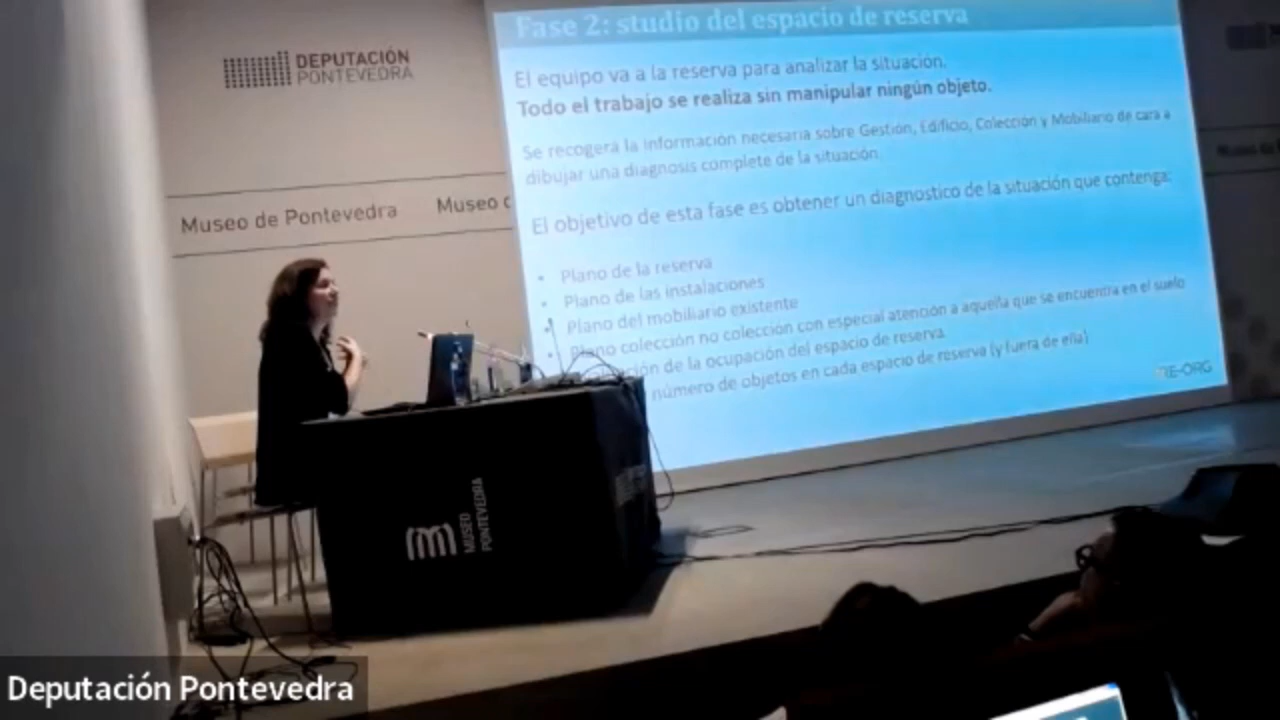 DEPUTACIÓN
PONTEVEDRA
Museo de Pontevedra
Museo
Fase 2: studio del espacio de reserva
El equipo va a la reserva para analizar la situación.
Todo el trabajo se realiza sin manipular ningún objeto.
Se recogerá la información necesaria sobre Gestión, Edificio, Colección y Mobiliario de cara a
dibujar una diagnosis complete de la situación.
El objetivo de esta fase es obtener un diagnostico de la situación que contenga:
• Plano de la reserva
• Plano de las instalaciones
• Plano del mobiliario existente
• Plano colección no colección con especial atención a aquella que se encuentra en el suelo
de la ocupación del espacio de reserva
número de objetos en cada espacio de reserva (y fuera de ella)
RE-ORG
MUSEO
PONTEVEDRA
Deputación Pontevedra